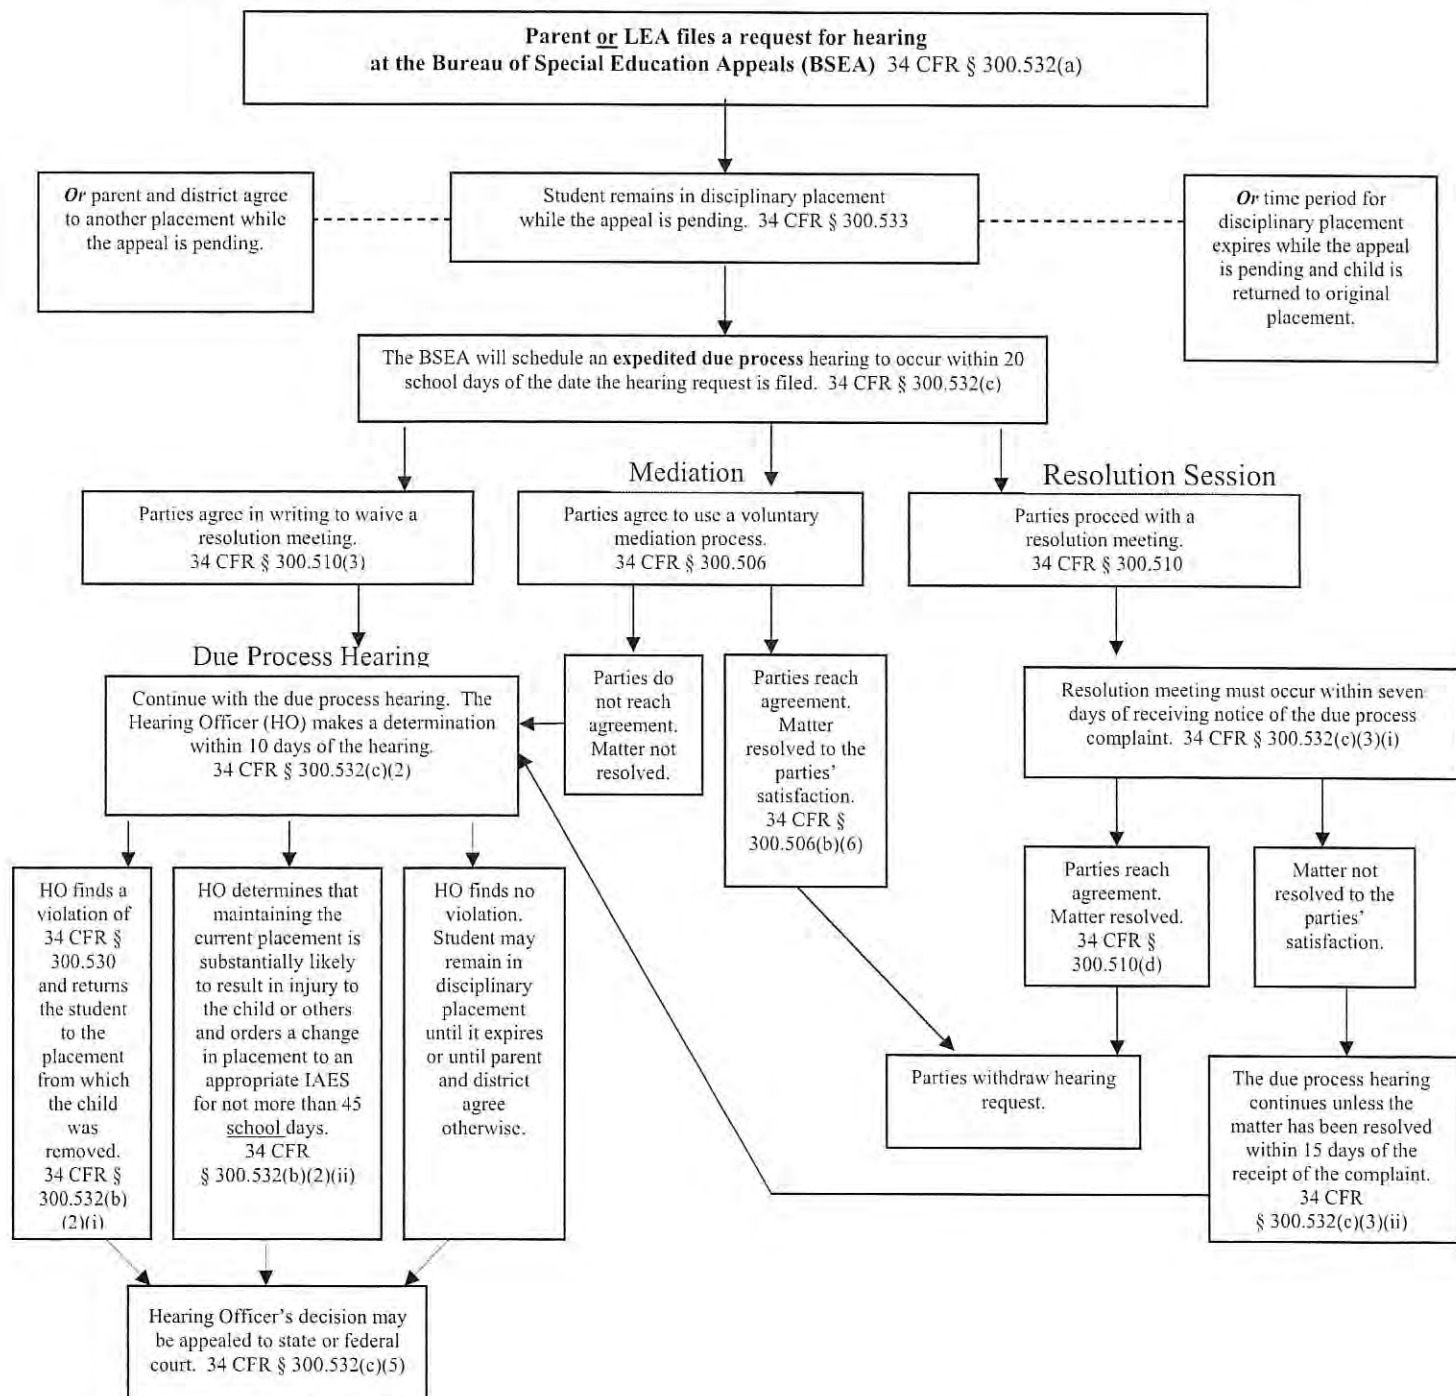 Parent or LEA files a request for hearing
at the Bureau of Special Education Appeals (BSEA) 34 CFR § 300.532(a)
Or parent and district agree
to another placement while
the appeal is pending.
Student remains in disciplinary placement
while the appeal is pending. 34 CFR § 300.533
Or time period for
disciplinary placement
expires while the appeal
is pending and child is
returned to original
placement.
The BSEA will schedule an expedited due process hearing to occur within 20
school days of the date the hearing request is filed. 34 CFR § 300.532(c)
Mediation
Resolution Session
Parties agree in writing to waive a
resolution meeting.
34 CFR § 300.510(3)
Parties agree to use a voluntary
mediation process.
34 CFR § 300.506
Parties proceed with a
resolution meeting.
34 CFR § 300.510
Due Process Hearing
Continue with the due process hearing. The
Hearing Officer (HO) makes a determination
within 10 days of the hearing.
34 CFR § 300.532(c)(2)
Parties do
not reach
agreement.
Matter not
resolved.
Parties reach
agreement.
Matter
resolved to the
parties'
satisfaction.
34 CFR §
300.506(b)(6)
Resolution meeting must occur within seven
days of receiving notice of the due process
complaint. 34 CFR § 300.532(c)(3)(i)
HO finds a
violation of
34 CFR §
300.530
and returns
the student
to the
placement
from which
the child
was
removed.
34 CFR §
300.532(b)
(2)(i)
HO determines that
maintaining the
current placement is
substantially likely
to result in injury to
the child or others
and orders a change
in placement to an
appropriate IAES
for not more than 45
school days.
34 CFR
§ 300.532(b)(2)(ii)
HO finds no
violation.
Student may
remain in
disciplinary
placement
until it expires
or until parent
and district
agree
otherwise.
Parties reach
agreement.
Matter resolved.
34 CFR §
300.510(d)
Matter not
resolved to the
parties'
satisfaction.
Parties withdraw hearing
request.
The due process hearing
continues unless the
matter has been resolved
within 15 days of the
receipt of the complaint.
34 CFR
§ 300.532(c)(3)(ii)
Hearing Officer's decision may
be appealed to state or federal
court. 34 CFR § 300.532(c)(5)